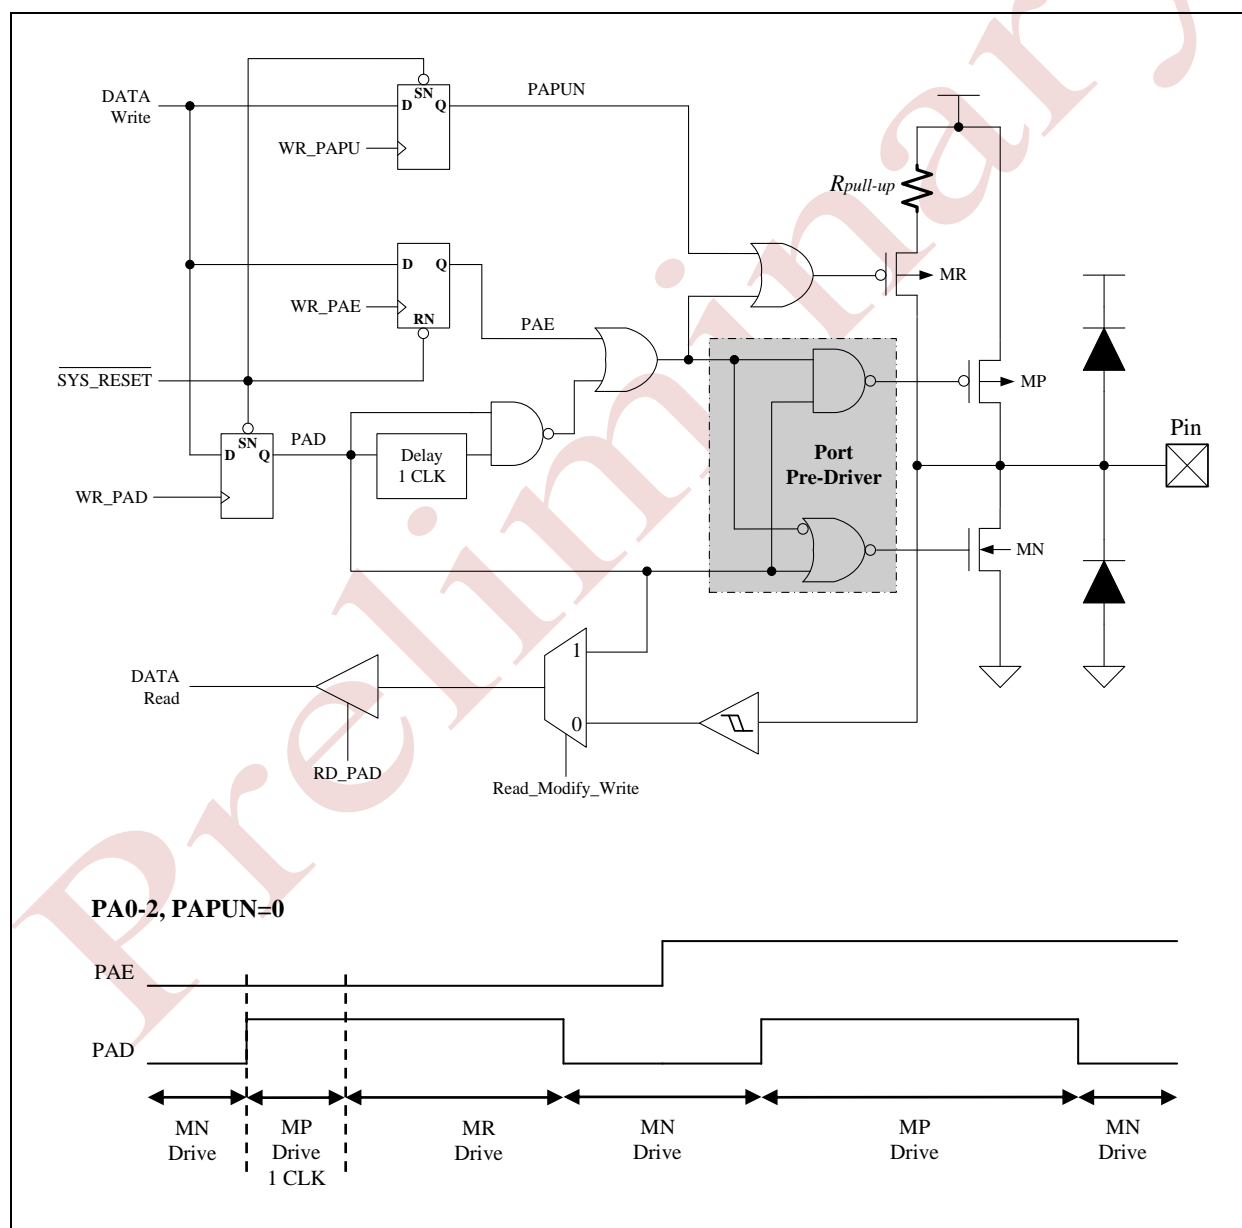 Preliminary
DATA
Write
SN
D
Q
PAPUN
WR_PAPU
Rpull-up
D
Q
WR_PAE
RN
PAE
MR
SYS_RESET
MP
SN
D
Q
PAD
Delay
1 CLK
WR_PAD
Port
Pre-Driver
Pin
MN
DATA
Read
RD_PAD
1
0
Read_Modify_Write
PA0-2, PAPUN=0
PAE
PAD
MN
Drive
MP
Drive
1 CLK
MR
Drive
MN
Drive
MP
Drive
MN
Drive